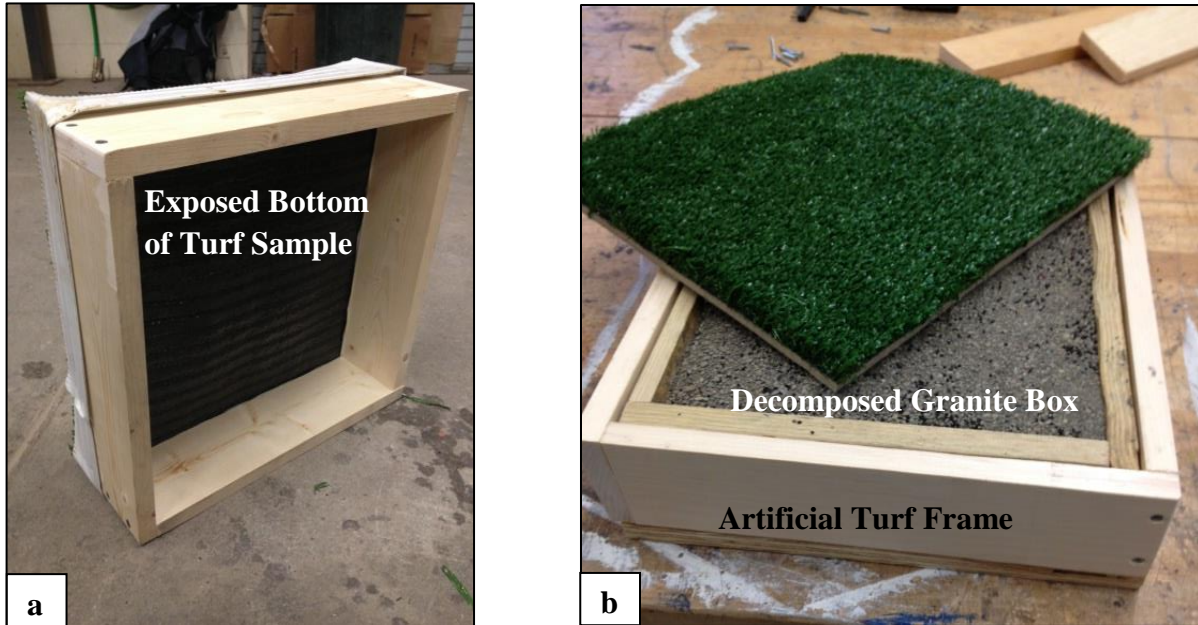 Exposed Bottom
of Turf Sample
a
Decomposed Granite Box
Artificial Turf Frame
b